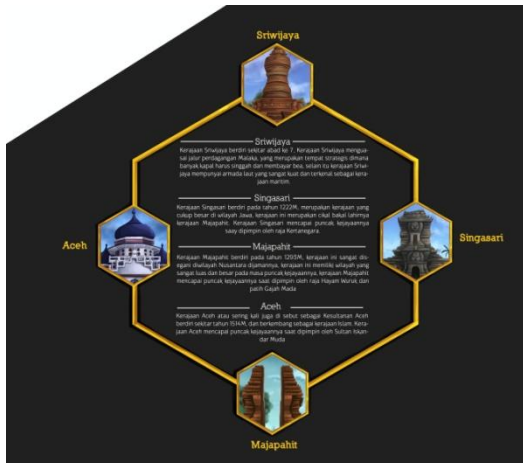 Sriwijaya
Sriwijaya
Kerajaan Sriwijaya berdiri sekitar abad ke 7, Kerajaan Sriwijaya mengua-
sai jalur perdagangan Malaka, yang merupakan tempat strategis dimana
banyak kapal harus singgah dan membayar bea, selain itu kerajaan Sriwi-
jaya mempunyai armada laut yang sangat kuat dan terkenal sebagai kera-
jaan maritim.
Singasari
Kerajaan Singasari berdiri pada tahun 1222M, merupakan kerajaan yang
cukup besar di wilayah Jawa, kerajaan ini merupakan cikal bakal lahirnya
kerajaan Majapahit. Kerajaan Singasari mencapai puncak kejayaannya
saay dipimpin oleh raja Kertanegara.
Aceh
Singasari
Majapahit
Kerajaan Majapahit berdiri pada tahun 1293M, kerajaan ini sangat dis-
egani diwilayah Nusantara dijamannya, kerajaan ini memiliki wilayah yang
sangat luas dan besar pada masa puncak kejayaannya, kerajaan Majapahit
mencapai puncak kejayaannya saat dipimpin oleh raja Hayam Wuruk dan
patih Gajah Mada
Aceh
Kerajaan Aceh atau sering kali juga di sebut sebagai Kesultanan Aceh
berdiri sekitar tahun 1514M, dan berkembang sebagai kerajaan Islam. Kera-
jaan Aceh mencapai puncak kejayaannya saat dipimpin oleh Sultan Iskan-
dar Muda
Majapahit